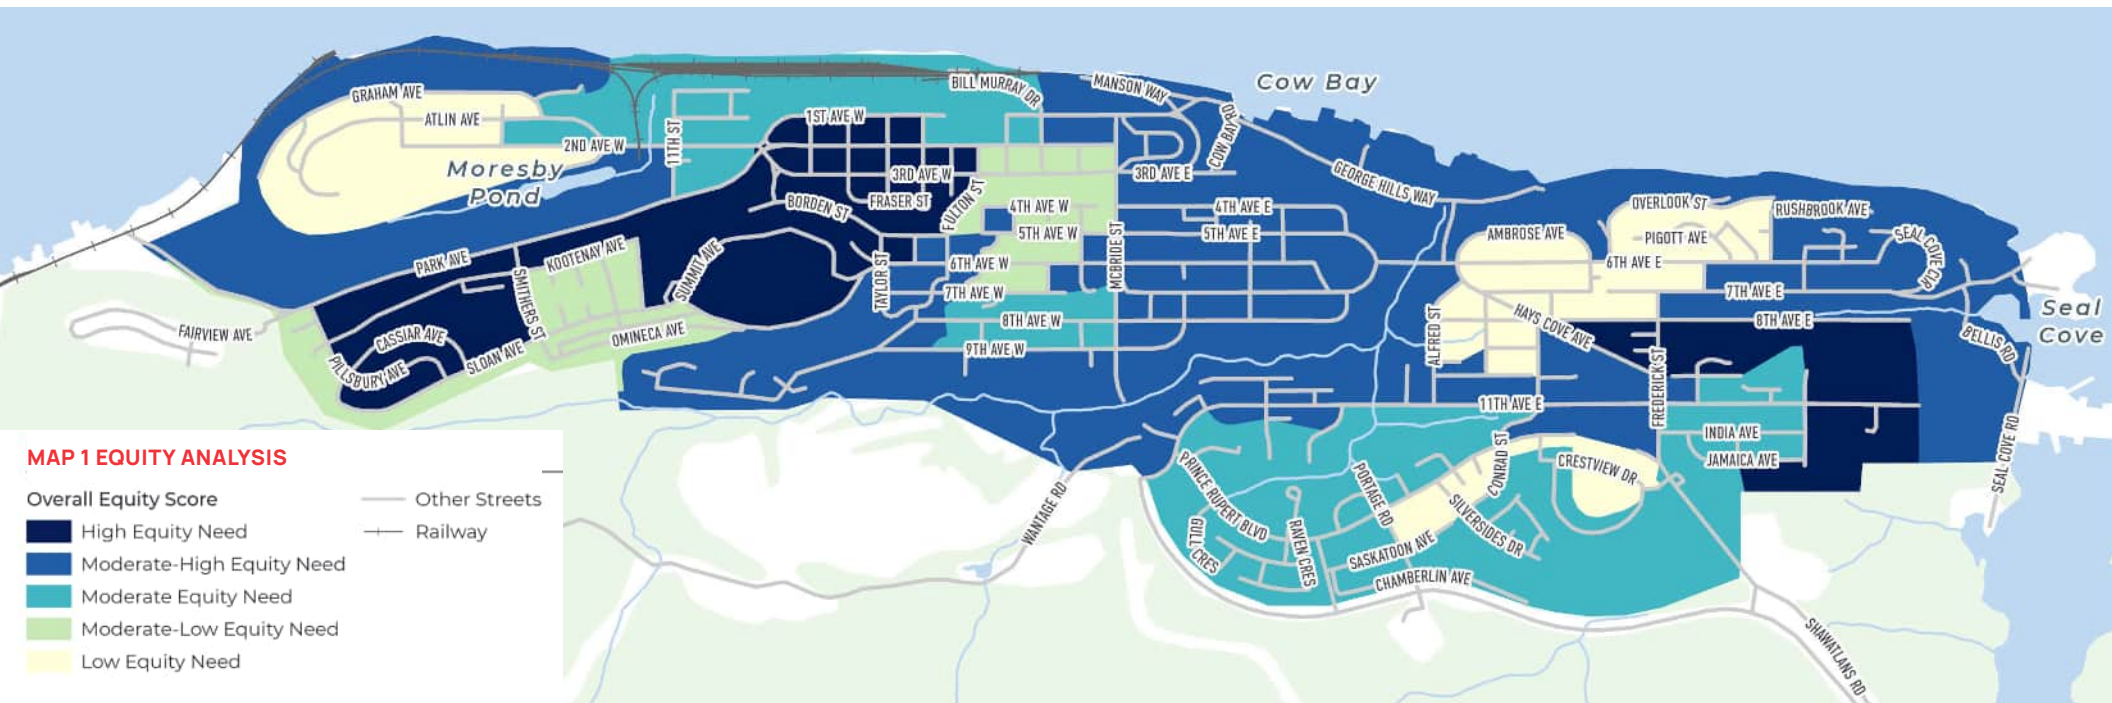 Cow Bay
BILL MURRAY DR
MANSON WAY
GRAHAM AVE
ATLIN AVE
1ST AVE W
COW BAY RD
2ND AVE W
11TH ST
Moresby
Pond
3RD AVE W
3RD AVE E
GEORGE HILLS WAY
FULTON ST
FRASER ST
BORDEN ST
4TH AVE W
4TH AVE E
OVERLOOK ST
RUSHBROOK AVE
5TH AVE W
5TH AVE E
AMBROSE AVE
PIGOTT AVE
SEAL COVE CIR
KOOTENAY AVE
PARK AVE
SUMMIT AVE
TAYLOR ST
6TH AVE W
MCBRIDE ST
6TH AVE E
7TH AVE W
7TH AVE E
SMITHERS ST
Seal
Cove
FAIRVIEW AVE
CASSIAR AVE
OMINECA AVE
8TH AVE W
HAYS COVE AVE
8TH AVE E
ALFRED ST
BELLIS RD
SLOAN AVE
9TH AVE W
PILLSBURY AVE
FREDERICK ST
11TH AVE E
INDIA AVE
JAMAICA AVE
SEAL COVE RD
CONRAD ST
CRESTVIEW DR
PRINCE RUPERT BLVD
PORTAGE RD
WANTAGE RD
SILVERSIDES DR
GULL CRES
RAVEN CRES
SASKATOON AVE
CHAMBERLIN AVE
SHAWATLANS RD
MAP 1 EQUITY ANALYSIS
Overall Equity Score
High Equity Need
Moderate-High Equity Need
Moderate Equity Need
Moderate-Low Equity Need
Low Equity Need
Other Streets
Railway